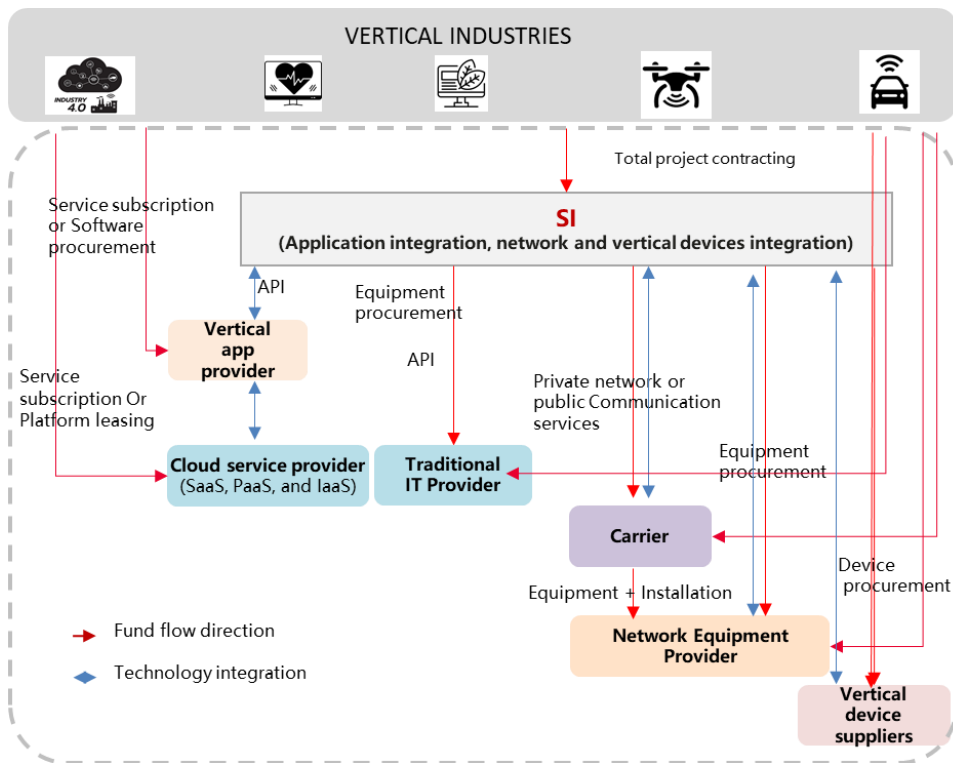 VERTICAL INDUSTRIES
INDUSTRY
4.0
Total project contracting
Service subscription
or Software
procurement
SI
(Application integration, network and vertical devices integration)
API
Equipment
procurement
Vertical
app
provider
API
Service
subscription Or
Platform leasing
Private network or
public Communication
services
Cloud service provider
(SaaS, PaaS, and IaaS)
Traditional
IT Provider
Equipment
procurement
Carrier
Device
procurement
Equipment + Installation
Network Equipment
Provider
Fund flow direction
Technology integration
Vertical
device
suppliers